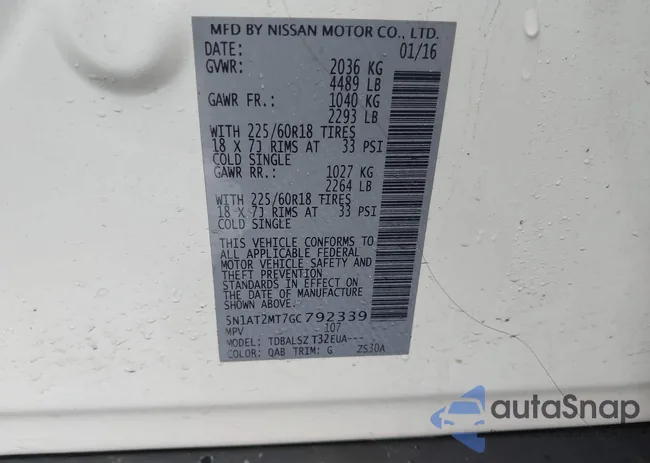 MFD BY NISSAN MOTOR CO., LTD.
DATE: 01/16
GVWR: 2036 KG
4489 LB
GAWR FR.: 1040 KG
2293 LB
WITH 225/60R18 TIRES
18 X 7J RIMS AT 33 PSI
COLD SINGLE
GAWR RR.: 1027 KG
2264 LB
WITH 225/60R18 TIRES
18 X 7J RIMS AT 33 PSI
COLD SINGLE
THIS VEHICLE CONFORMS TO
ALL APPLICABLE FEDERAL
MOTOR VEHICLE SAFETY AND
THEFT PREVENTION
STANDARDS IN EFFECT ON THE
DATE OF MANUFACTURE
SHOWN ABOVE.
5N1AT2MT7GC792339
MPV 107
MODEL: TDBALSZ T32EUA---
COLOR: QAB TRIM: G ZS30A
autoSnap
VEHICLE DATABASE